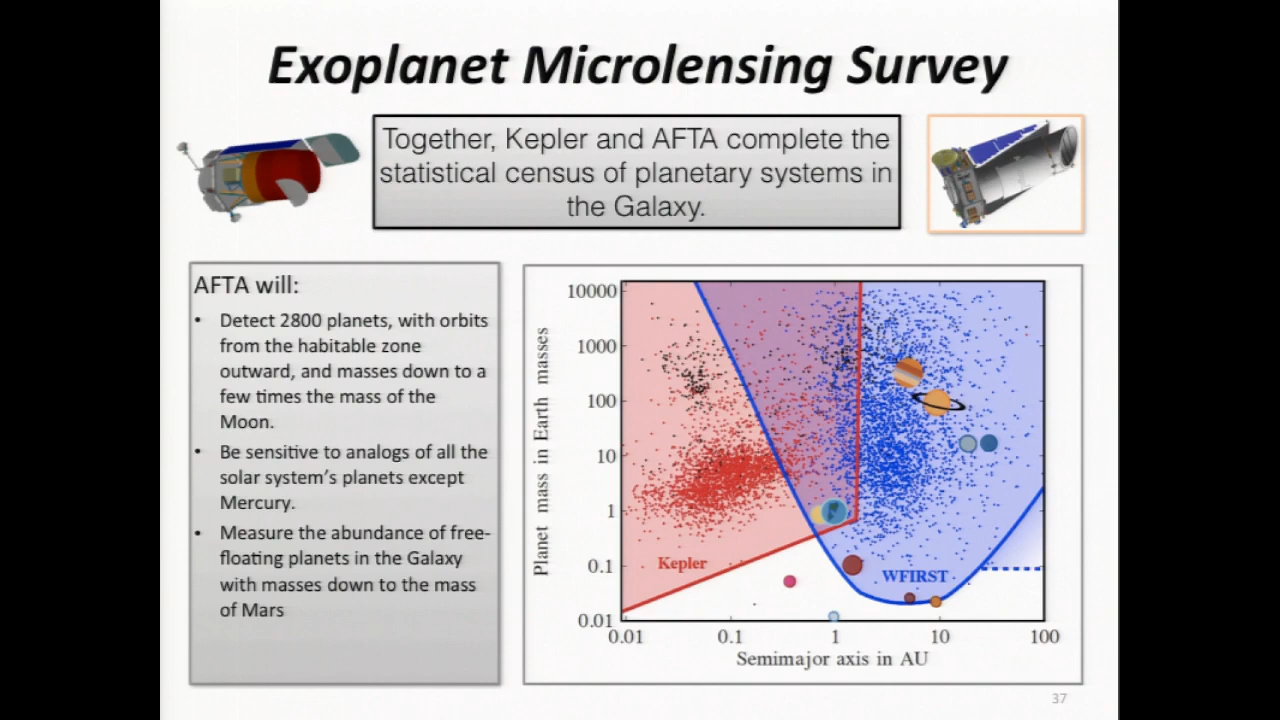 Exoplanet Microlensing Survey
Together, Kepler and AFTA complete the
statistical census of planetary systems in
the Galaxy.
AFTA will:
• Detect 2800 planets, with orbits
from the habitable zone
outward, and masses down to a
few times the mass of the
Moon.
• Be sensitive to analogs of all the
solar system's planets except
Mercury.
• Measure the abundance of free-
floating planets in the Galaxy
with masses down to the mass
of Mars
Planet mass in Earth masses
10000
1000
100
10
1
0.1
0.01
Kepler
WFIRST
0.01
0.1
1
10
100
Semimajor axis in AU
37